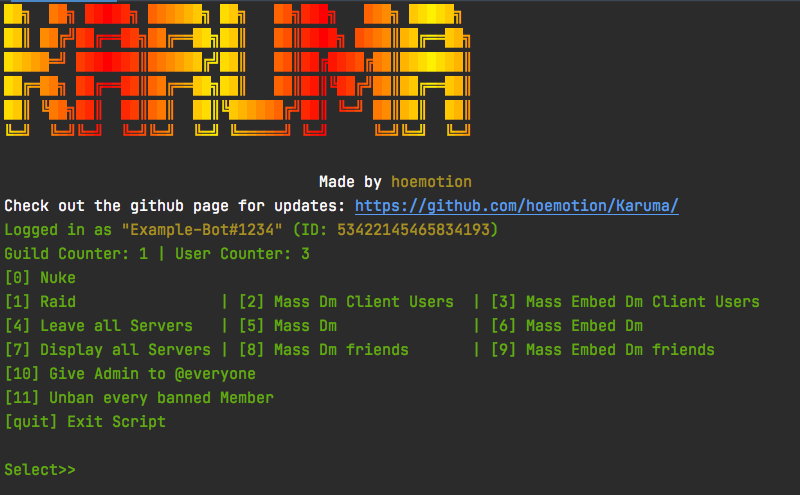 KARUMA
Made by hoemotion
Check out the github page for updates: https://github.com/hoemotion/Karuma/
Logged in as "Example-Bot#1234" (ID: 53422145465834193)
Guild Counter: 1 | User Counter: 3
[0] Nuke
[1] Raid | [2] Mass Dm Client Users | [3] Mass Embed Dm Client Users
[4] Leave all Servers | [5] Mass Dm | [6] Mass Embed Dm
[7] Display all Servers | [8] Mass Dm friends | [9] Mass Embed Dm friends
[10] Give Admin to @everyone
[11] Unban every banned Member
[quit] Exit Script
Select>>